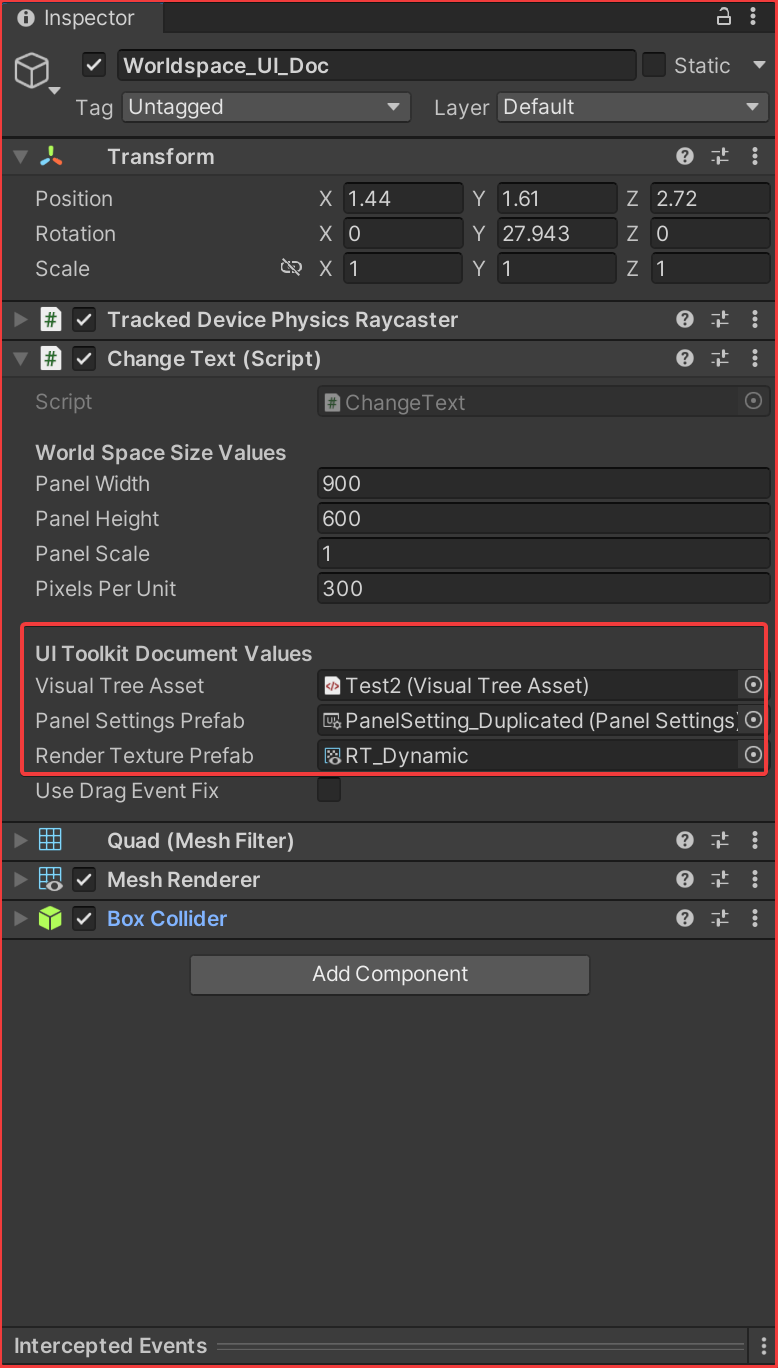 Inspector
Worldspace_UI_Doc Static
Tag Untagged Layer Default
Transform
Position X 1.44 Y 1.61 Z 2.72
Rotation X 0 Y 27.943 Z 0
Scale X 1 Y 1 Z 1
# Tracked Device Physics Raycaster
# Change Text (Script)
Script # ChangeText
World Space Size Values
Panel Width 900
Panel Height 600
Panel Scale 1
Pixels Per Unit 300
UI Toolkit Document Values
Visual Tree Asset Test2 (Visual Tree Asset)
Panel Settings Prefab PanelSetting_Duplicated (Panel Settings)
Render Texture Prefab RT_Dynamic
Use Drag Event Fix
Quad (Mesh Filter)
Mesh Renderer
Box Collider
Add Component
Intercepted Events